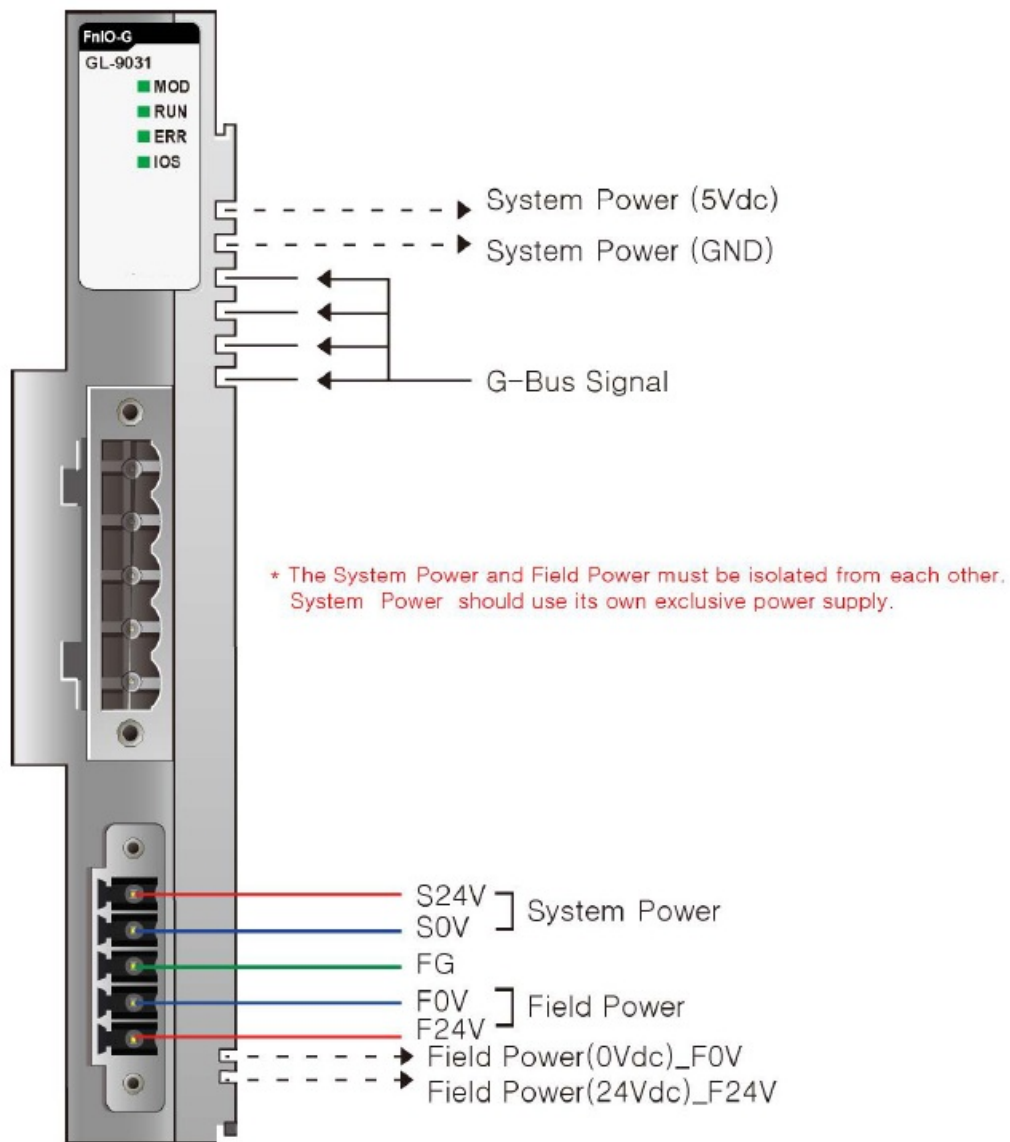 FnIO-G
GL-9031
MOD
RUN
ERR
IOS
System Power (5Vdc)
System Power (GND)
G-Bus Signal
* The System Power and Field Power must be isolated from each other.
System Power should use its own exclusive power supply.
S24V
S0V
System Power
FG
F0V
F24V
Field Power
Field Power(0Vdc)_F0V
Field Power(24Vdc)_F24V